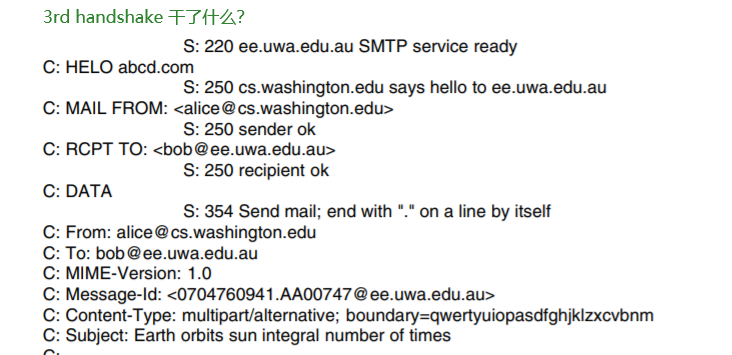 3rd handshake 干了什么?
S: 220 ee.uwa.edu.au SMTP service ready
C: HELO abcd.com
S: 250 cs.washington.edu says hello to ee.uwa.edu.au
C: MAIL FROM: <alice@cs.washington.edu>
S: 250 sender ok
C: RCPT TO: <bob@ee.uwa.edu.au>
S: 250 recipient ok
C: DATA
S: 354 Send mail; end with "." on a line by itself
C: From: alice@cs.washington.edu
C: To: bob@ee.uwa.edu.au
C: MIME-Version: 1.0
C: Message-Id: <0704760941.AA00747@ee.uwa.edu.au>
C: Content-Type: multipart/alternative; boundary=qwertyuiopasdfghjklzxcvbnm
C: Subject: Earth orbits sun integral number of times